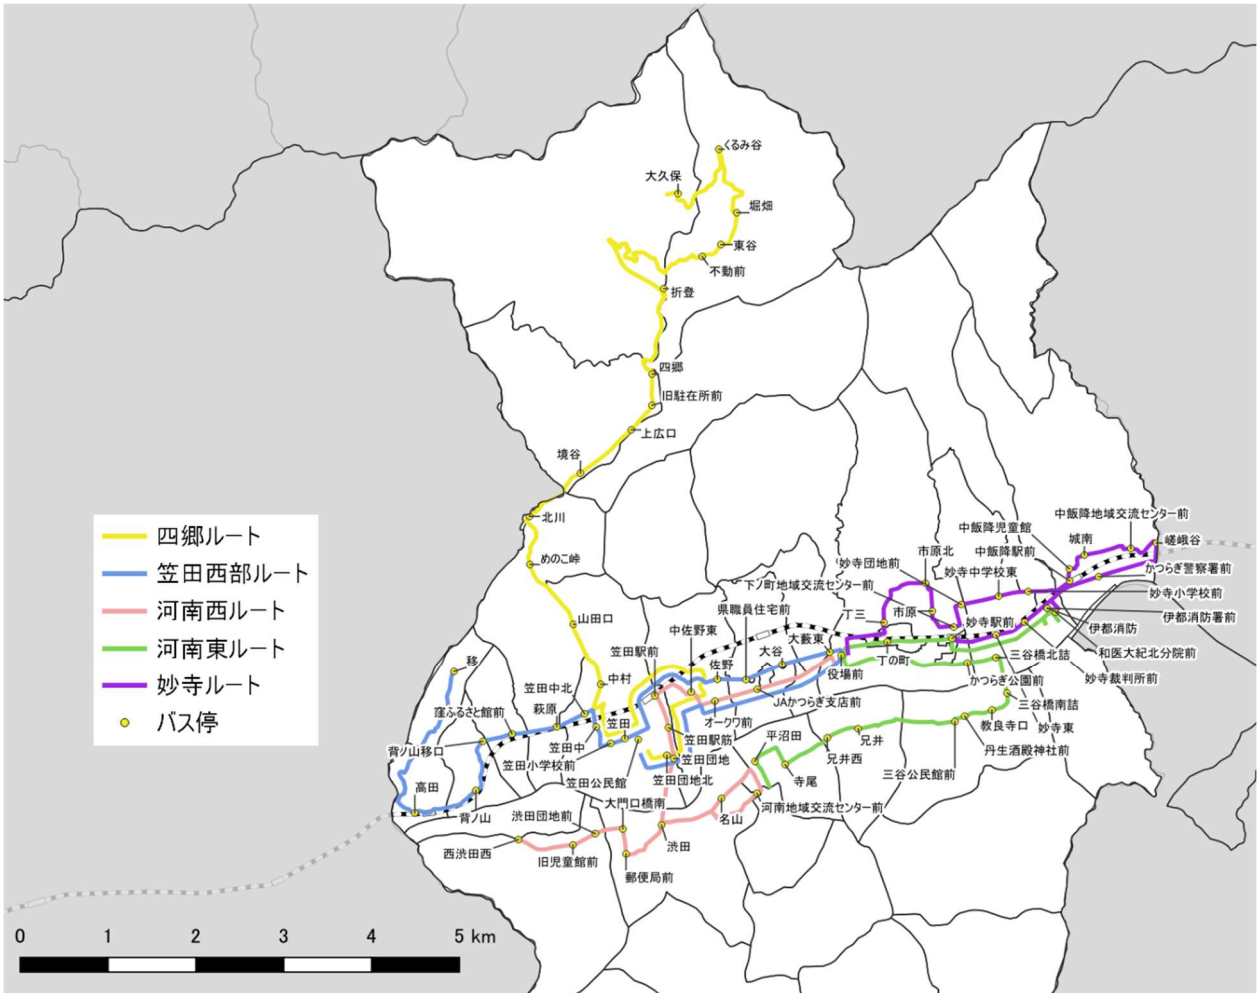 くるみ谷
大久保
堀畑
東谷
不動前
折登
四郷
旧駐在所前
上広口
境谷
北川
めのこ峠
山田口
中村
四郷ルート
笠田西部ルート
河南西ルート
河南東ルート
妙寺ルート
バス停
中飯降地域交流センター前
中飯降児童館
城南
嵯峨谷
市原北
中飯降駅前
妙寺団地前
妙寺中学校東
かつらぎ警察署前
下ノ町地域交流センター前
妙寺小学校前
県職員住宅前
丁三
市原
妙寺駅前
伊都消防署前
伊都消防
中佐野東
大薮東
笠田駅前
佐野
大谷
丁の町
三谷橋北詰
和医大紀北分院前
移
役場前
かつらぎ公園前
妙寺裁判所前
笠田中北
萩原
JAかつらぎ支店前
三谷橋南詰
窪ふるさと館前
笠田
オークワ前
教良寺口
妙寺東
背ノ山移口
笠田中
笠田駅筋
平沼田
兄井
丹生酒殿神社前
笠田小学校前
笠田団地
兄井西
三谷公民館前
高田
笠田公民館
笠田団地北
寺尾
大門口橋南
河南地域交流センター前
背ノ山
渋田団地前
名山
西渋田西
旧児童館前
渋田
郵便局前
0 1 2 3 4 5 km